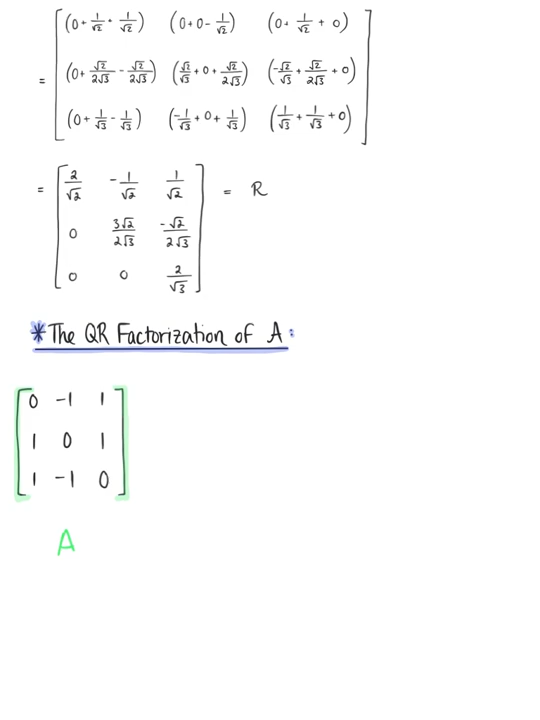 = [ (0 + 1/√2 + 1/√2) (0 + 0 - 1/√2) (0 + 1/√2 + 0)
(0 + √2/2√3 - √2/2√3) (√2/√3 + 0 + √2/2√3) (-√2/√3 + √2/2√3 + 0)
(0 + 1/√3 - 1/√3) (-1/√3 + 0 + 1/√3) (1/√3 + 1/√3 + 0) ]
= [ 2/√2 -1/√2 1/√2 ] = R
0 3√2/2√3 -√2/2√3
0 0 2/√3
*The QR Factorization of A:
0 -1 1
1 0 1
1 -1 0
A